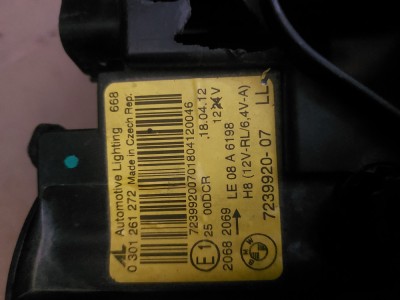 AL Automotive Lighting 668
0 301 261 272 Made in Czech Rep.
72399200701804120046
18.04.12
E1 25 00DCR
2068 2069 → LE 08 A 6198
H8 (12V-RL/6,4V-A)
7239920-07 LL